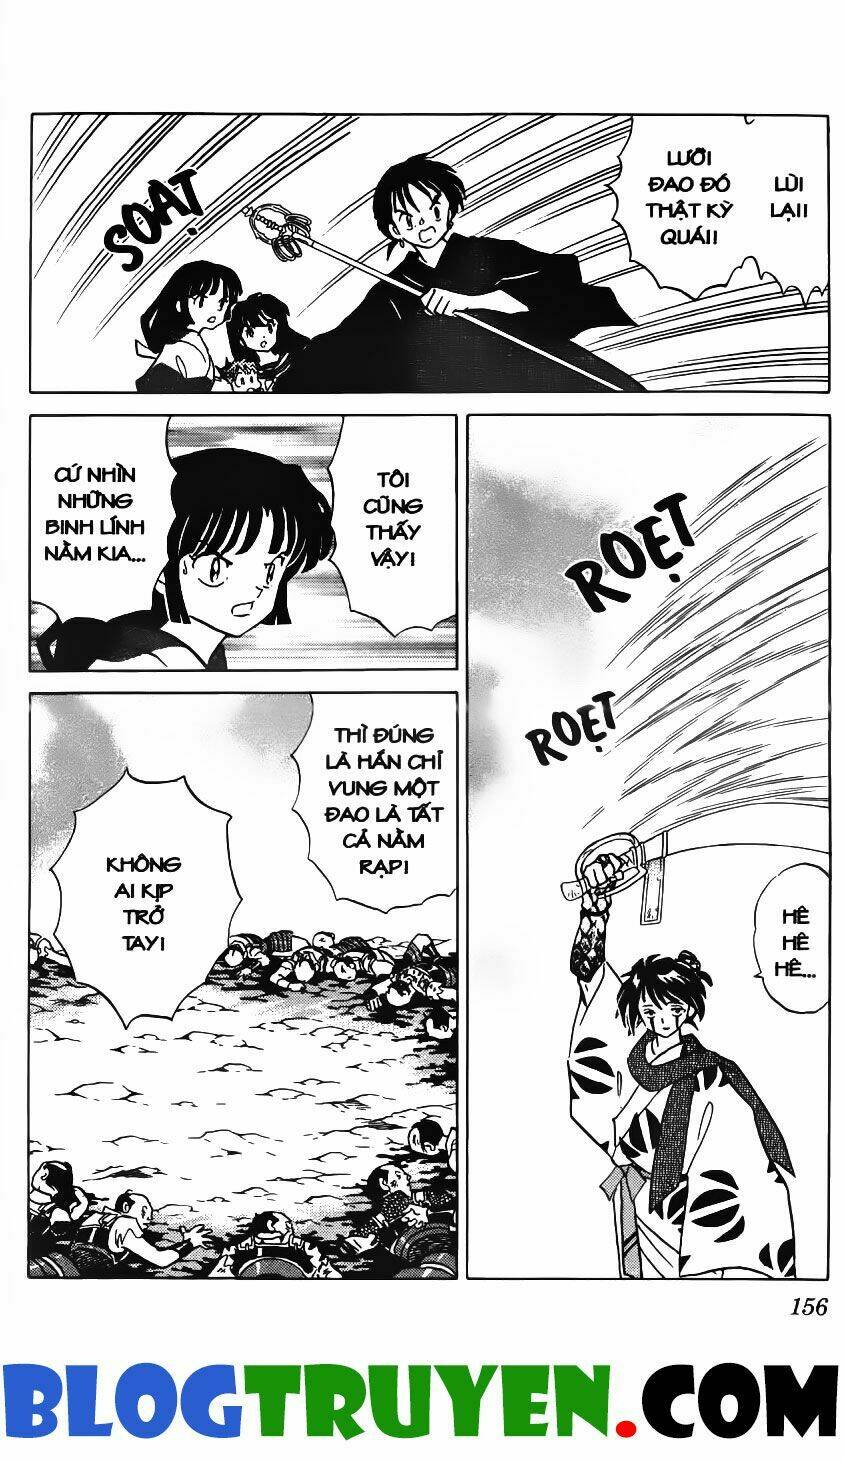 LÙI
LẠI!
LƯỠI
ĐAO ĐÓ
THẬT KỲ
QUÁI!
SOẠT
ROẸT
ROẸT
HÊ
HÊ
HÊ...
TÔI
CŨNG
THẤY
VẬY!
CỨ NHÌN
NHỮNG
BINH LÍNH
NẰM KIA...
THÌ ĐÚNG
LÀ HẮN CHỈ
VUNG MỘT
ĐAO LÀ TẤT
CẢ NẰM
RẠP!
KHÔNG
AI KỊP
TRỞ
TAY!
156
BLOGTRUYEN.COM